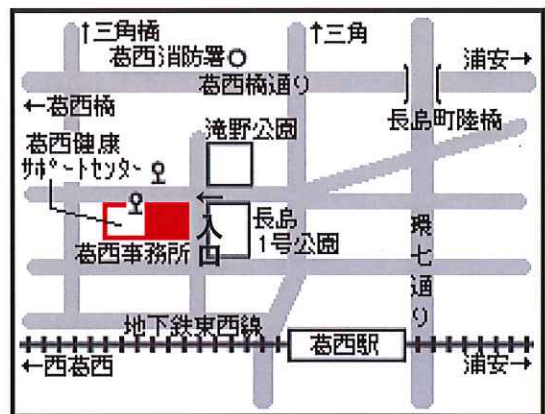 ↑三角橋
↑三角
葛西消防署
浦安→
葛西橋通り
←葛西橋
長島町陸橋
滝野公園
葛西健康
サポートセンター
←
入口
長島
1号公園
葛西事務所
環七通り
地下鉄東西線
葛西駅
←西葛西
浦安→